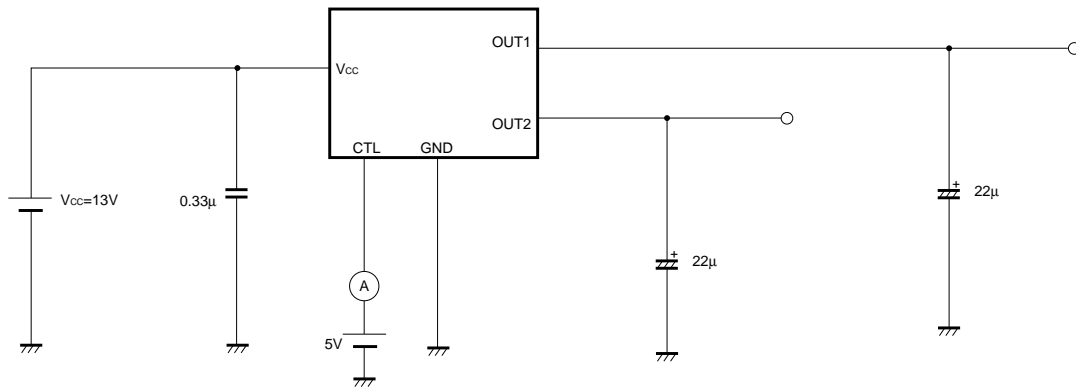 OUT1
VCC
OUT2
CTL
GND
VCC=13V
0.33μ
22μ
22μ
A
5V
+
+